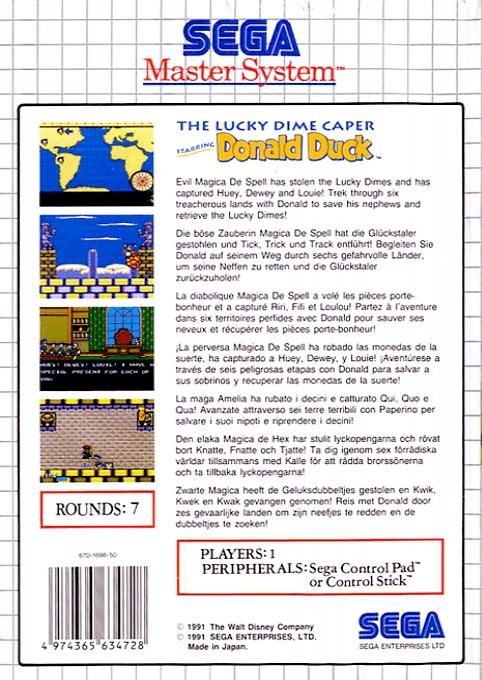 SEGA
Master System™
THE LUCKY DIME CAPER
STARRING Donald Duck™
Evil Magica De Spell has stolen the Lucky Dimes and has
captured Huey, Dewey and Louie! Trek through six
treacherous lands with Donald to save his nephews and
retrieve the Lucky Dimes!
Die böse Zauberin Magica De Spell hat die Glückstaler
gestohlen und Tick, Trick und Track entführt! Begleiten Sie
Donald auf seinem Weg durch sechs gefahrvolle Länder,
um seine Neffen zu retten und die Glückstaler
zurückzuholen!
La diabolique Magica De Spell a volé les pièces porte-
bonheur et a capturé Riri, Fifi et Loulou! Partez à l'aventure
dans six territoires perfides avec Donald pour sauver ses
neveux et récupérer les pièces porte-bonheur!
¡La perversa Magica De Spell ha robado las monedas de la
suerte, ha capturado a Huey, Dewey, y Louie! ¡Aventúrese a
través de seis peligrosas etapas con Donald para salvar a
sus sobrinos y recuperar las monedas de la suerte!
La maga Amelia ha rubato i decini e catturato Qui, Quo e
Qua! Avanzate attraverso sei terre terribili con Paperino per
salvare i suoi nipoti e riprendere i decini!
Den elaka Magica de Hex har stulit lyckopengarna och rövat
bort Knatte, Fnatte och Tjatte! Ta dig igenom sex förrädiska
världar tillsammans med Kalle för att rädda brorssönerna
och ta tillbaka lyckopengarna!
Zwarte Magica heeft de Geluksdubbeltjes gestolen en Kwik,
Kwek en Kwak gevangen genomen! Reis met Donald door
zes gevaarlijke landen om zijn neefjes te redden en de
dubbeltjes te zoeken!
HUEY! DEWEY! LOUIE! I HAVE A
SPECIAL PRESENT FOR EACH OF
YOU.
ROUNDS: 7
PLAYERS: 1
PERIPHERALS: Sega Control Pad™
or Control Stick™
670-1698-50
4 974365 634728
© 1991 The Walt Disney Company
© 1991 SEGA ENTERPRISES, LTD.
Made in Japan.
SEGA
SEGA ENTERPRISES LTD